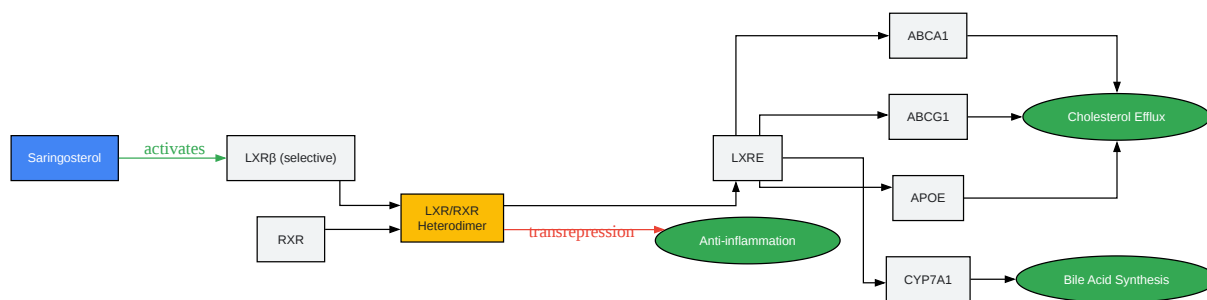 Saringosterol
activates
LXRβ (selective)
RXR
LXR/RXR
Heterodimer
transrepression
Anti-inflammation
LXRE
ABCA1
ABCG1
APOE
CYP7A1
Cholesterol Efflux
Bile Acid Synthesis